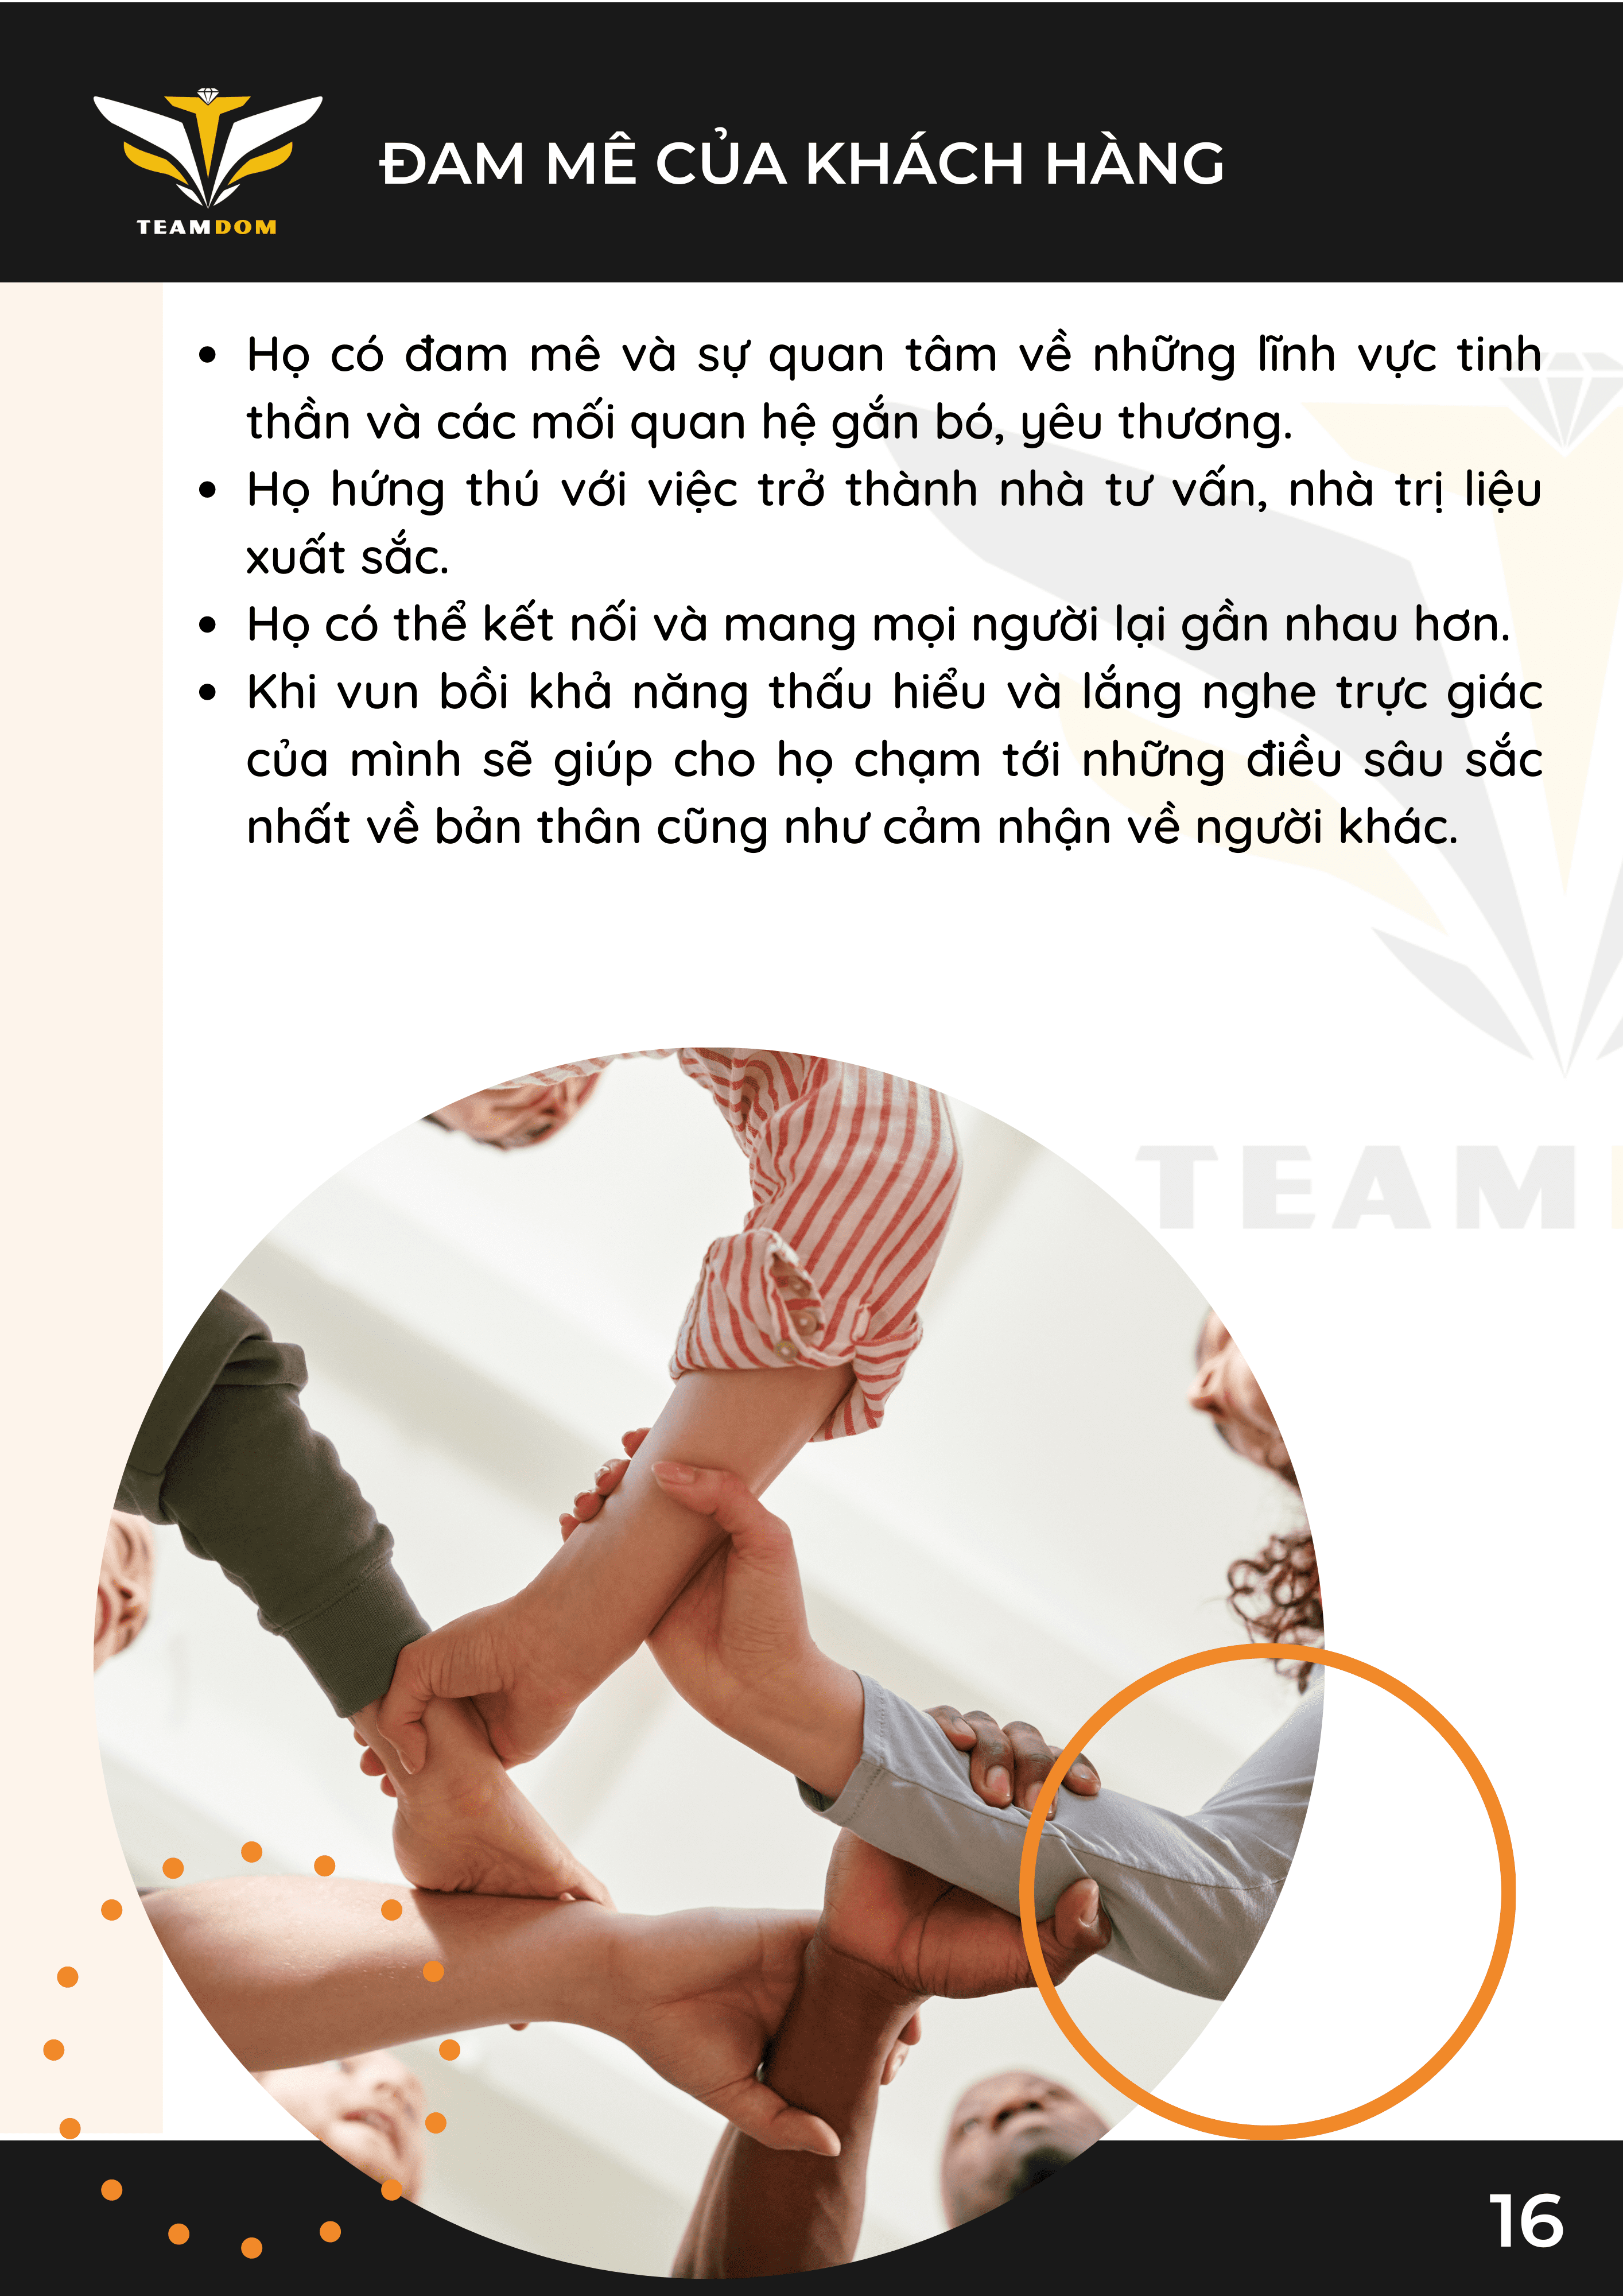 TEAMDOM
ĐAM MÊ CỦA KHÁCH HÀNG
• Họ có đam mê và sự quan tâm về những lĩnh vực tinh
thần và các mối quan hệ gắn bó, yêu thương.
• Họ hứng thú với việc trở thành nhà tư vấn, nhà trị liệu
xuất sắc.
• Họ có thể kết nối và mang mọi người lại gần nhau hơn.
• Khi vun bồi khả năng thấu hiểu và lắng nghe trực giác
của mình sẽ giúp cho họ chạm tới những điều sâu sắc
nhất về bản thân cũng như cảm nhận về người khác.
TEAM
16